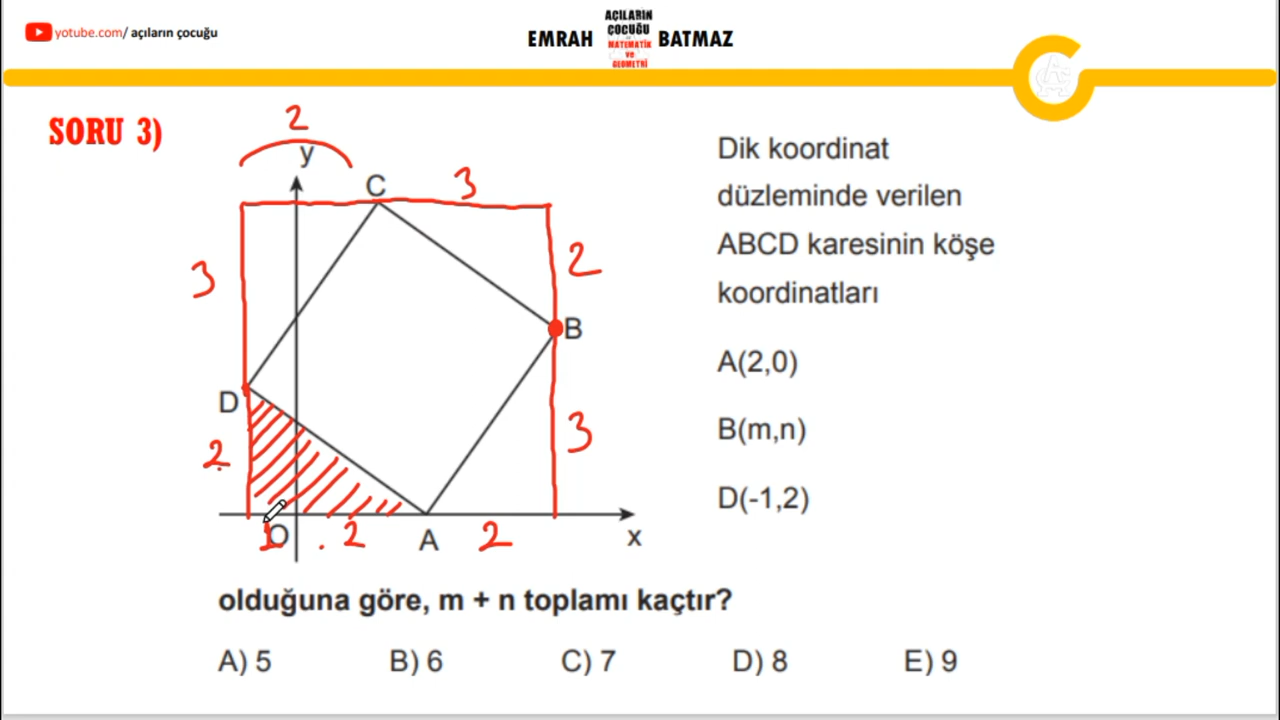 yotube.com/ açıların çocuğu
EMRAH
AÇILARIN
ÇOCUĞU
MATEMATİK
ve
GEOMETRİ
BATMAZ
SORU 3)
2
y
C
3
3
2
B
D
2
3
O
1
2
A
2
x
Dik koordinat
düzleminde verilen
ABCD karesinin köşe
koordinatları
A(2,0)
B(m,n)
D(-1,2)
olduğuna göre, m + n toplamı kaçtır?
A) 5 B) 6 C) 7 D) 8 E) 9